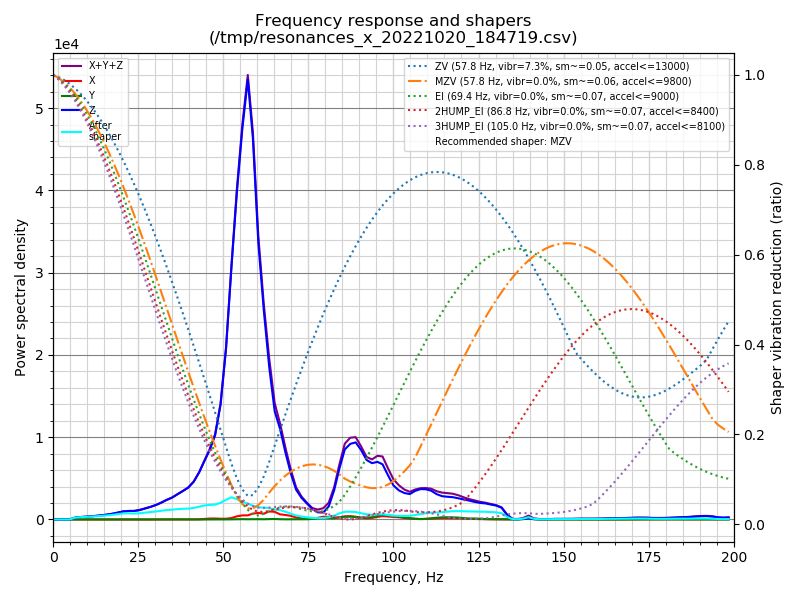 Frequency response and shapers
(/tmp/resonances_x_20221020_184719.csv)
1e4
X+Y+Z
X
Y
Z
After
shaper
ZV (57.8 Hz, vibr=7.3%, sm~=0.05, accel<=13000)
MZV (57.8 Hz, vibr=0.0%, sm~=0.06, accel<=9800)
EI (69.4 Hz, vibr=0.0%, sm~=0.07, accel<=9000)
2HUMP_EI (86.8 Hz, vibr=0.0%, sm~=0.07, accel<=8400)
3HUMP_EI (105.0 Hz, vibr=0.0%, sm~=0.07, accel<=8100)
Recommended shaper: MZV
Power spectral density
5
4
3
2
1
0
1.0
0.8
0.6
0.4
0.2
0.0
Shaper vibration reduction (ratio)
0 25 50 75 100 125 150 175 200
Frequency, Hz